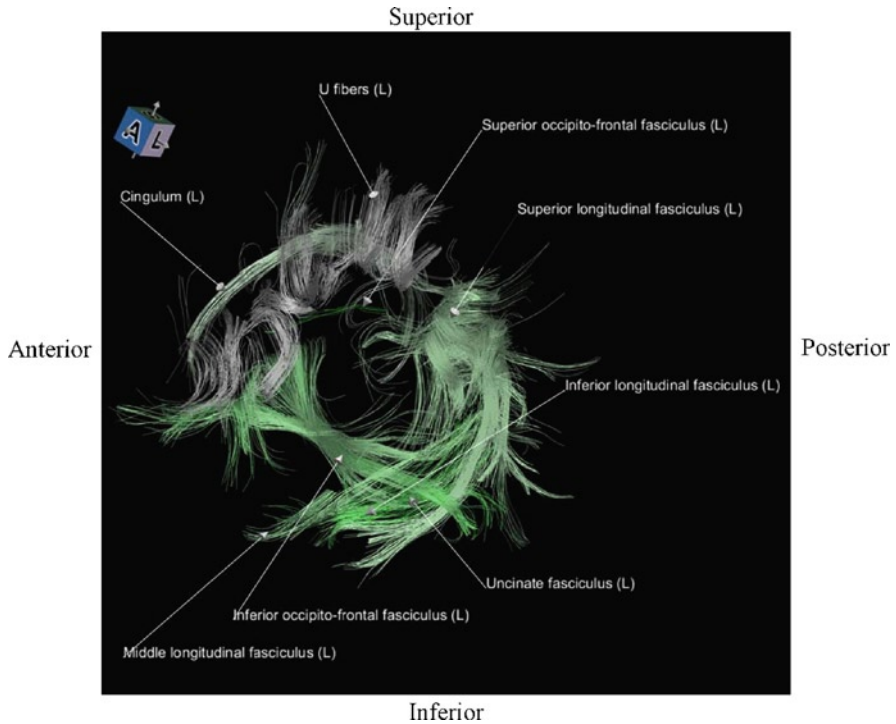 Superior
U fibers (L)
Superior occipito-frontal fasciculus (L)
A L
Cingulum (L)
Superior longitudinal fasciculus (L)
Anterior
Posterior
Inferior longitudinal fasciculus (L)
Uncinate fasciculus (L)
Inferior occipito-frontal fasciculus (L)
Middle longitudinal fasciculus (L)
Inferior